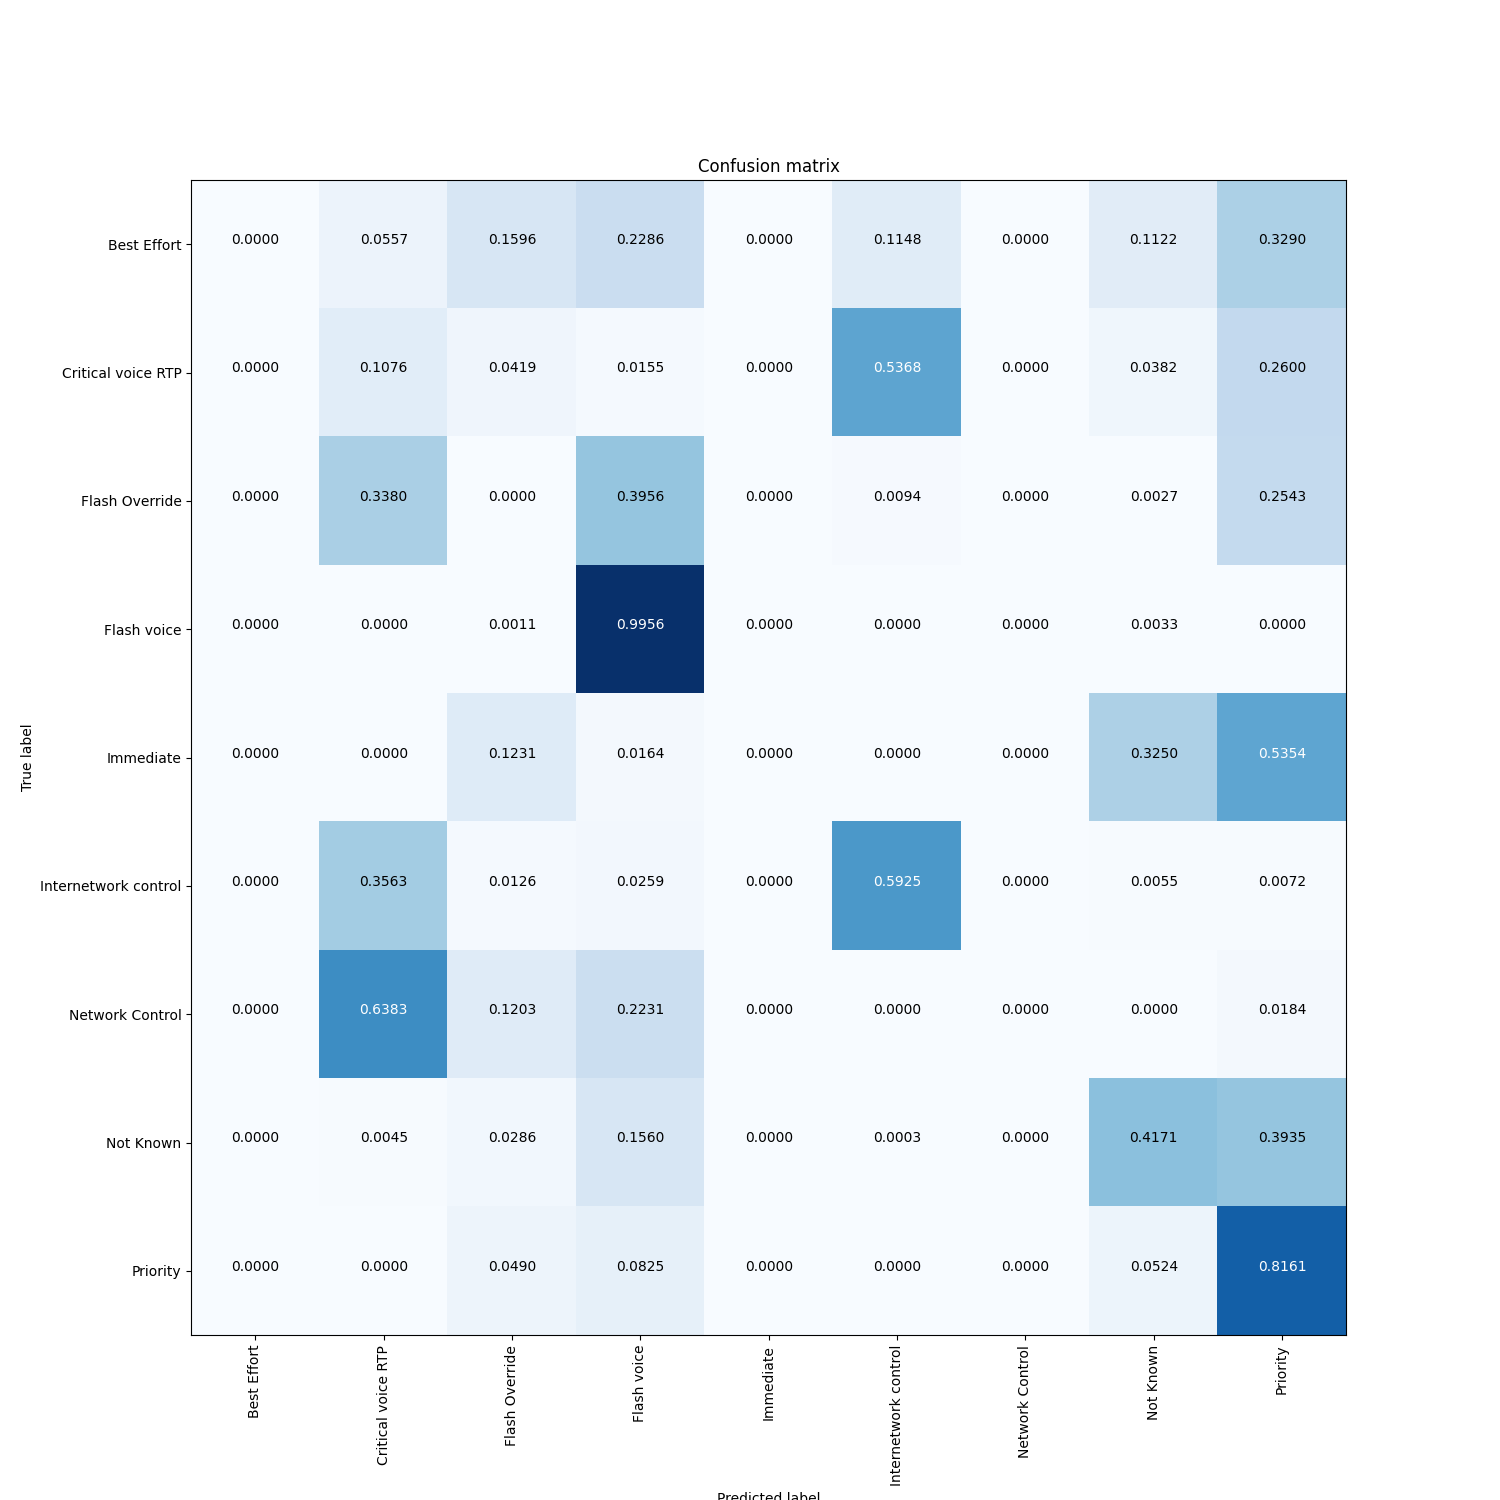 Confusion matrix
Best Effort 0.0000 0.0557 0.1596 0.2286 0.0000 0.1148 0.0000 0.1122 0.3290
Critical voice RTP 0.0000 0.1076 0.0419 0.0155 0.0000 0.5368 0.0000 0.0382 0.2600
Flash Override 0.0000 0.3380 0.0000 0.3956 0.0000 0.0094 0.0000 0.0027 0.2543
Flash voice 0.0000 0.0000 0.0011 0.9956 0.0000 0.0000 0.0000 0.0033 0.0000
True label
Immediate 0.0000 0.0000 0.1231 0.0164 0.0000 0.0000 0.0000 0.3250 0.5354
Internetwork control 0.0000 0.3563 0.0126 0.0259 0.0000 0.5925 0.0000 0.0055 0.0072
Network Control 0.0000 0.6383 0.1203 0.2231 0.0000 0.0000 0.0000 0.0000 0.0184
Not Known 0.0000 0.0045 0.0286 0.1560 0.0000 0.0003 0.0000 0.4171 0.3935
Priority 0.0000 0.0000 0.0490 0.0825 0.0000 0.0000 0.0000 0.0524 0.8161
Best Effort
Critical voice RTP
Flash Override
Flash voice
Immediate
Internetwork control
Network Control
Not Known
Priority
Predicted label